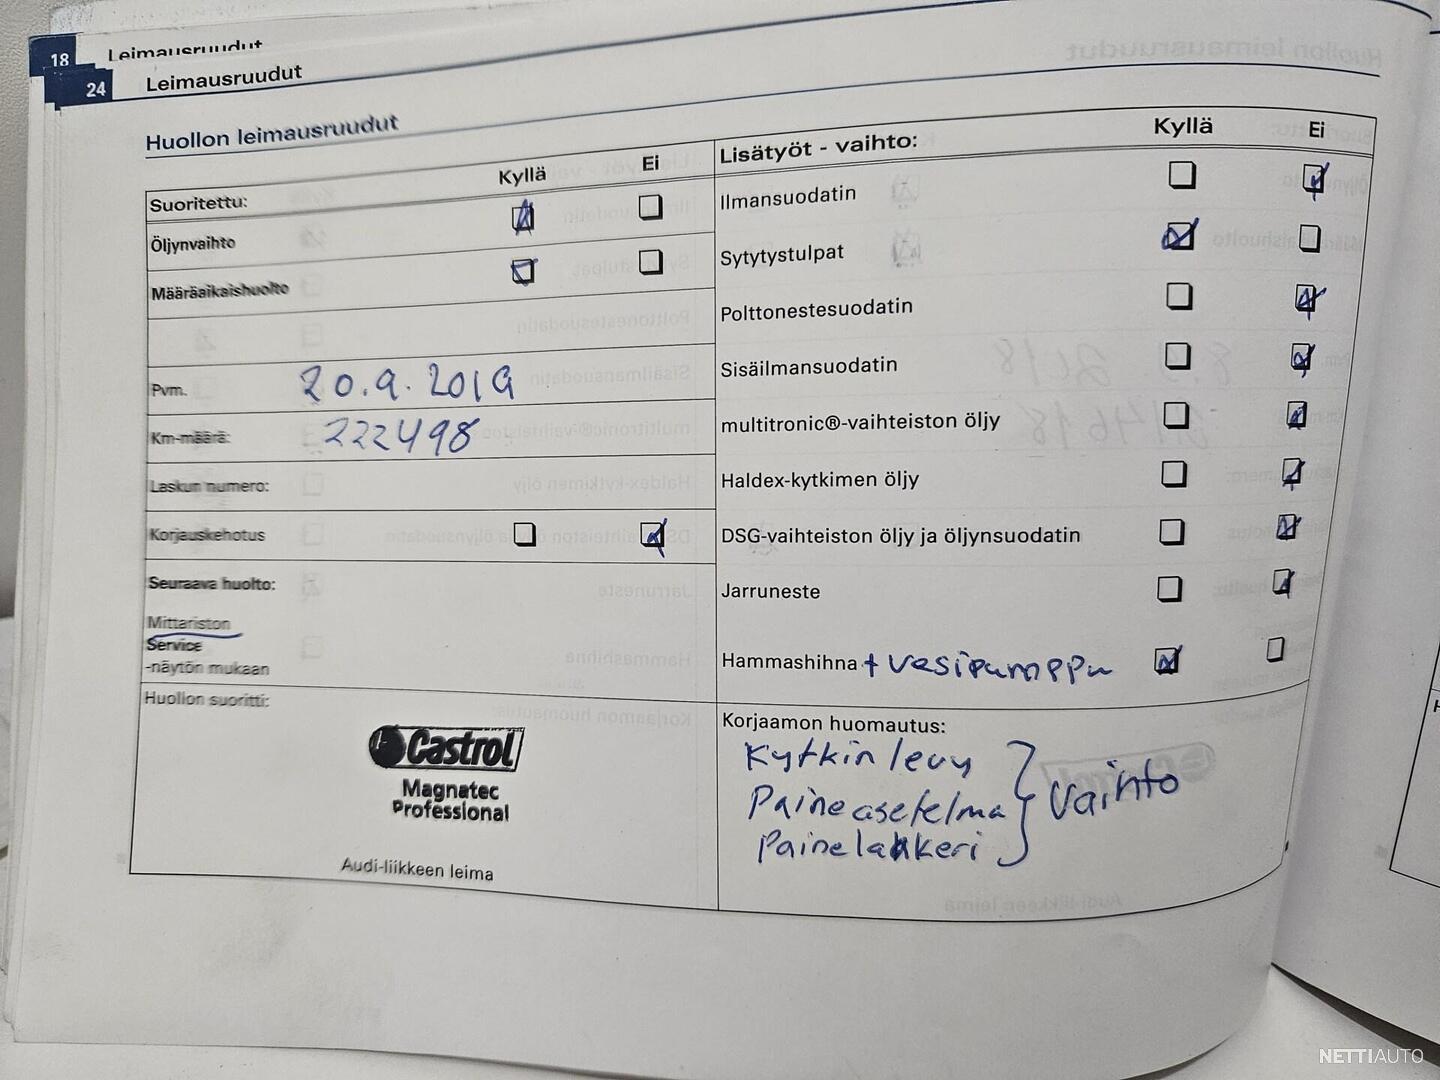 18 Leimausruudut
24 Leimausruudut
Huollon leimausruudut
Kyllä Ei
Suoritettu:
Öljynvaihto
Määräaikaishuolto
Pvm. 20.9.2019
Km-määrä: 222498
Laskun numero:
Korjauskehotus
Seuraava huolto:
Mittariston
Service
-näytön mukaan
Huollon suoritti:
Castrol
Magnatec
Professional
Audi-liikkeen leima
Lisätyöt - vaihto: Kyllä Ei
Ilmansuodatin
Sytytystulpat
Polttonestesuodatin
Sisäilmansuodatin
multitronic®-vaihteiston öljy
Haldex-kytkimen öljy
DSG-vaihteiston öljy ja öljynsuodatin
Jarruneste
Hammashihna + vesipumppu
Korjaamon huomautus:
Kytkin levy
Paineasetelma } vaihto
Painelaakeri
NETTIAUTO